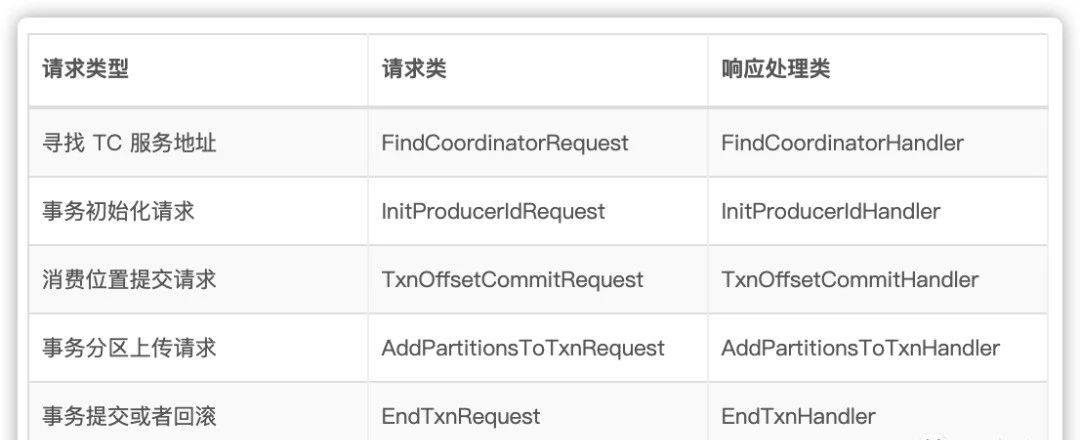 请求类型 请求类 响应处理类
寻找 TC 服务地址 FindCoordinatorRequest FindCoordinatorHandler
事务初始化请求 InitProducerIdRequest InitProducerIdHandler
消费位置提交请求 TxnOffsetCommitRequest TxnOffsetCommitHandler
事务分区上传请求 AddPartitionsToTxnRequest AddPartitionsToTxnHandler
事务提交或者回滚 EndTxnRequest EndTxnHandler